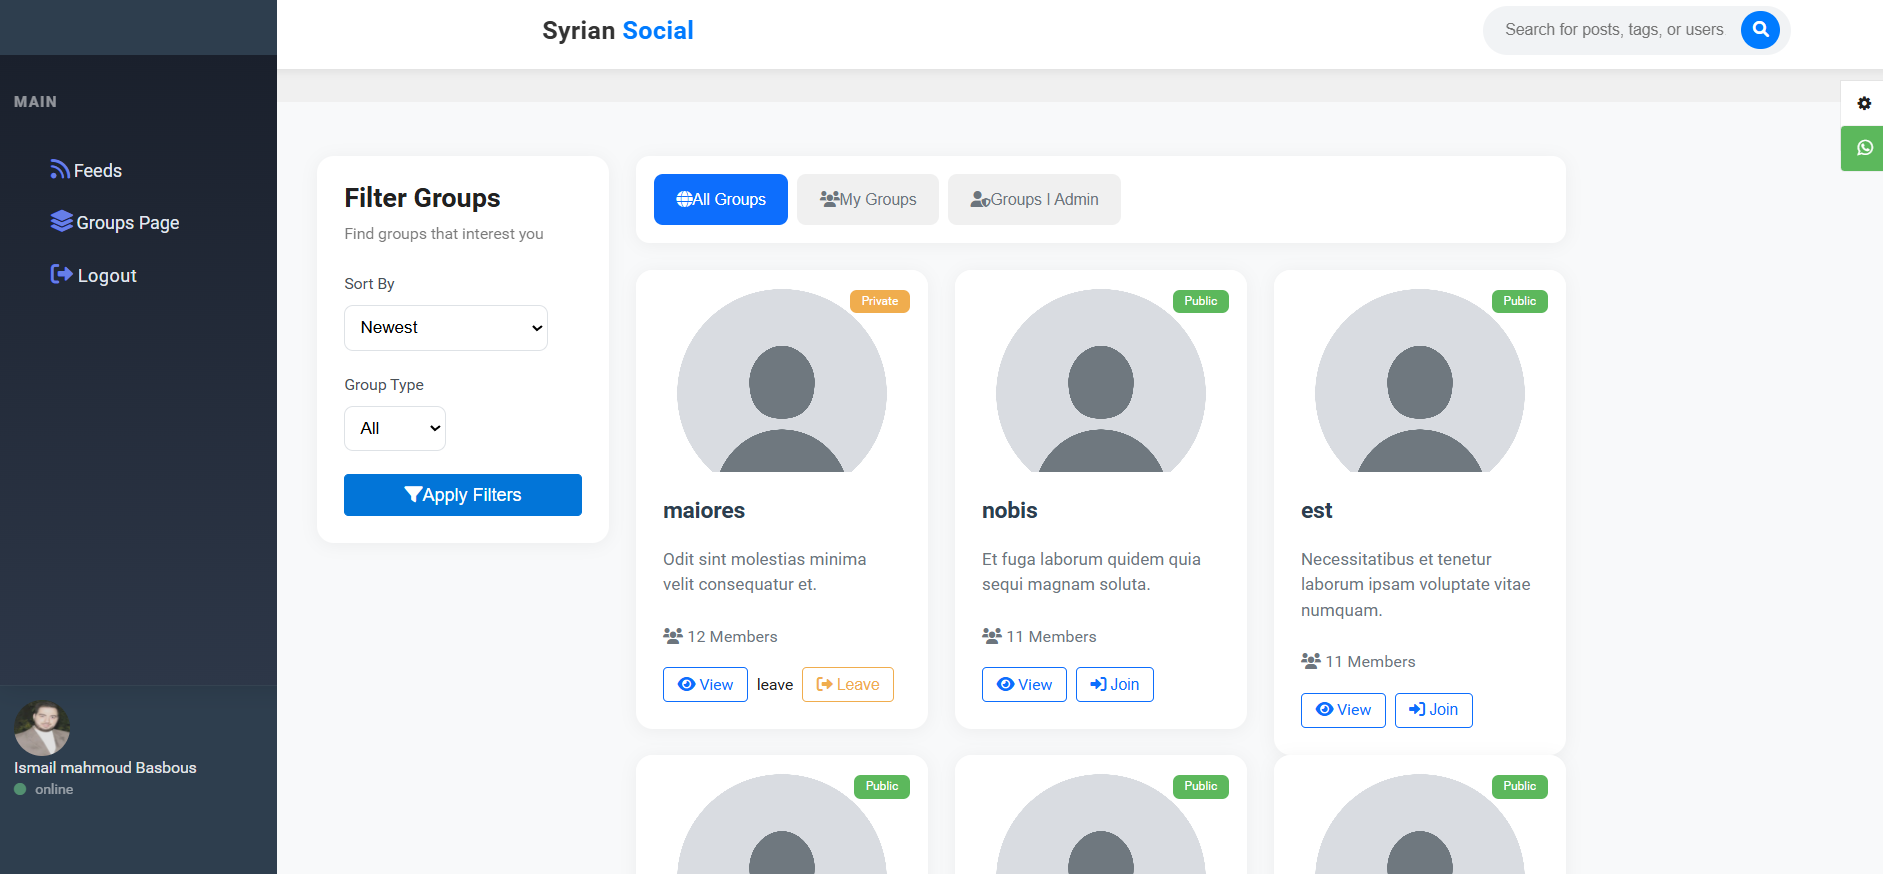 Syrian Social
Search for posts, tags, or users
MAIN
Feeds
Groups Page
Logout
Ismail mahmoud Basbous
online
Filter Groups
Find groups that interest you
Sort By
Newest
Group Type
All
Apply Filters
All Groups
My Groups
Groups I Admin
Private
maiores
Odit sint molestias minima
velit consequatur et.
12 Members
View leave Leave
Public
nobis
Et fuga laborum quidem quia
sequi magnam soluta.
11 Members
View Join
Public
est
Necessitatibus et tenetur
laborum ipsam voluptate vitae
numquam.
11 Members
View Join
Public
Public
Public